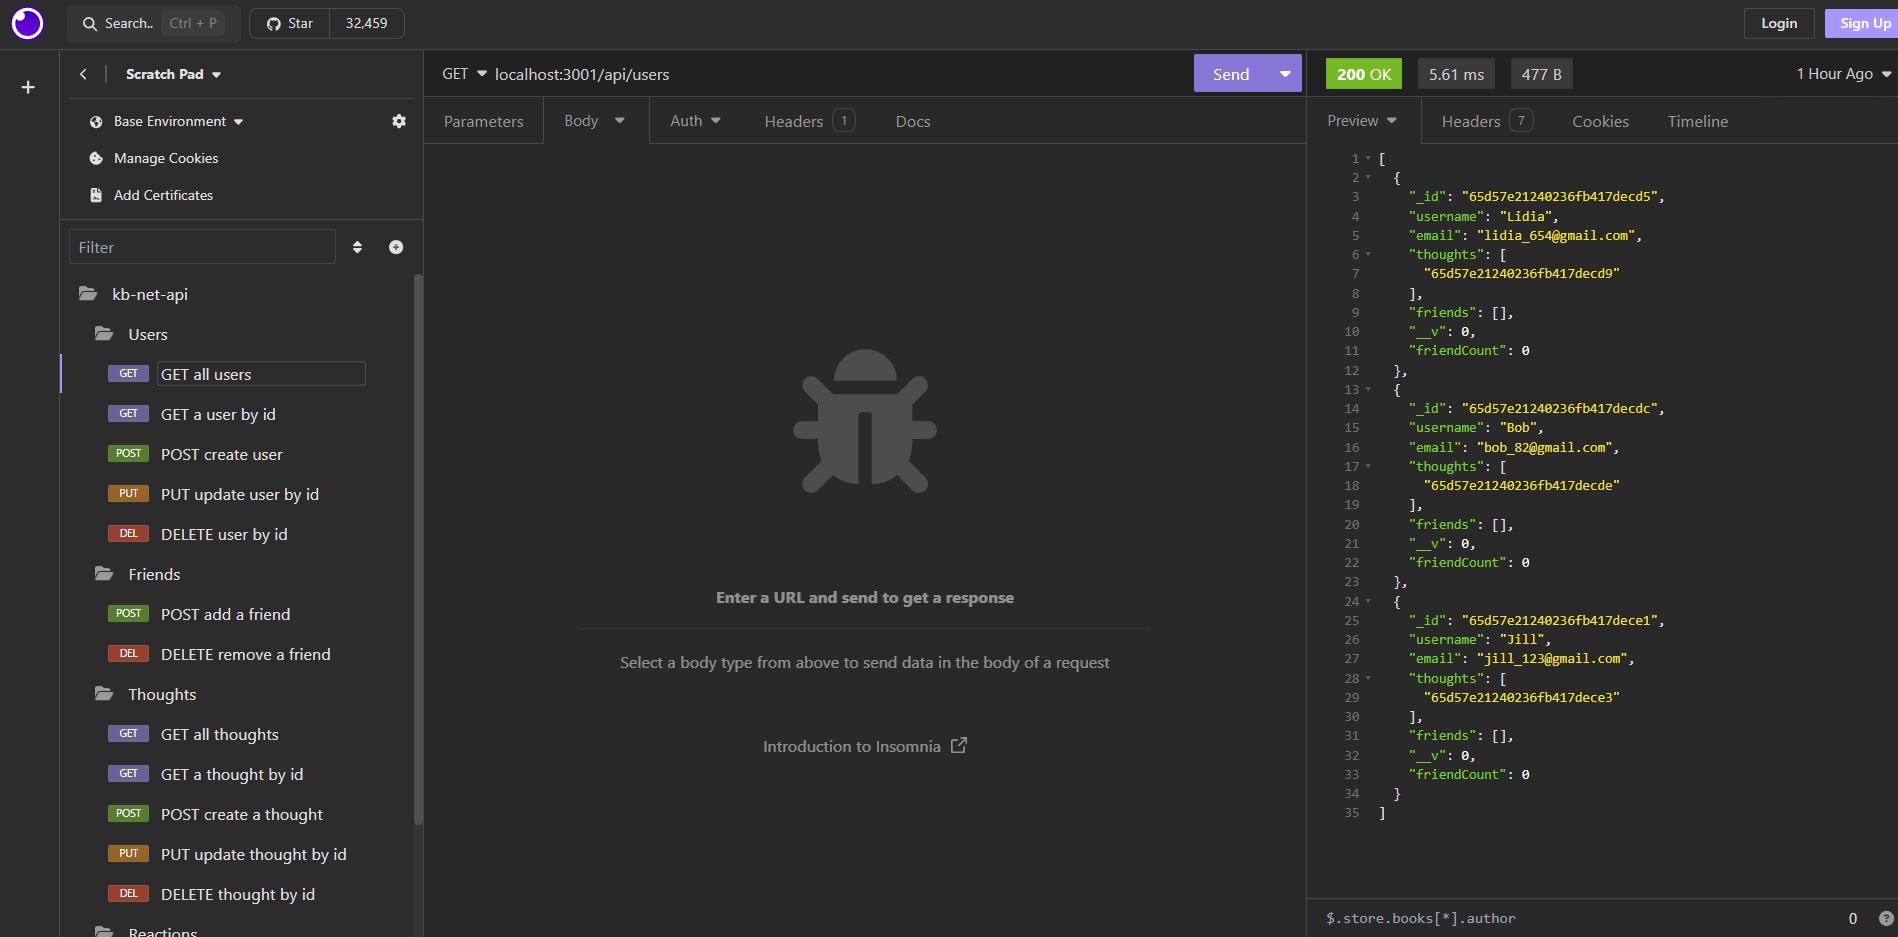 Search.. Ctrl + P
Star 32,459
Login Sign Up
Scratch Pad
Base Environment
Manage Cookies
Add Certificates
Filter
kb-net-api
Users
GET GET all users
GET GET a user by id
POST POST create user
PUT PUT update user by id
DEL DELETE user by id
Friends
POST POST add a friend
DEL DELETE remove a friend
Thoughts
GET GET all thoughts
GET GET a thought by id
POST POST create a thought
PUT PUT update thought by id
DEL DELETE thought by id
Reactions
GET localhost:3001/api/users Send
Parameters Body Auth Headers 1 Docs
Enter a URL and send to get a response
Select a body type from above to send data in the body of a request
Introduction to Insomnia
200 OK 5.61 ms 477 B 1 Hour Ago
Preview Headers 7 Cookies Timeline
1 [
2 {
3 "_id": "65d57e21240236fb417decd5",
4 "username": "Lidia",
5 "email": "lidia_654@gmail.com",
6 "thoughts": [
7 "65d57e21240236fb417decd9"
8 ],
9 "friends": [],
10 "__v": 0,
11 "friendCount": 0
12 },
13 {
14 "_id": "65d57e21240236fb417decdc",
15 "username": "Bob",
16 "email": "bob_82@gmail.com",
17 "thoughts": [
18 "65d57e21240236fb417decde"
19 ],
20 "friends": [],
21 "__v": 0,
22 "friendCount": 0
23 },
24 {
25 "_id": "65d57e21240236fb417dece1",
26 "username": "Jill",
27 "email": "jill_123@gmail.com",
28 "thoughts": [
29 "65d57e21240236fb417dece3"
30 ],
31 "friends": [],
32 "__v": 0,
33 "friendCount": 0
34 }
35 ]
$.store.books[*].author 0 ?